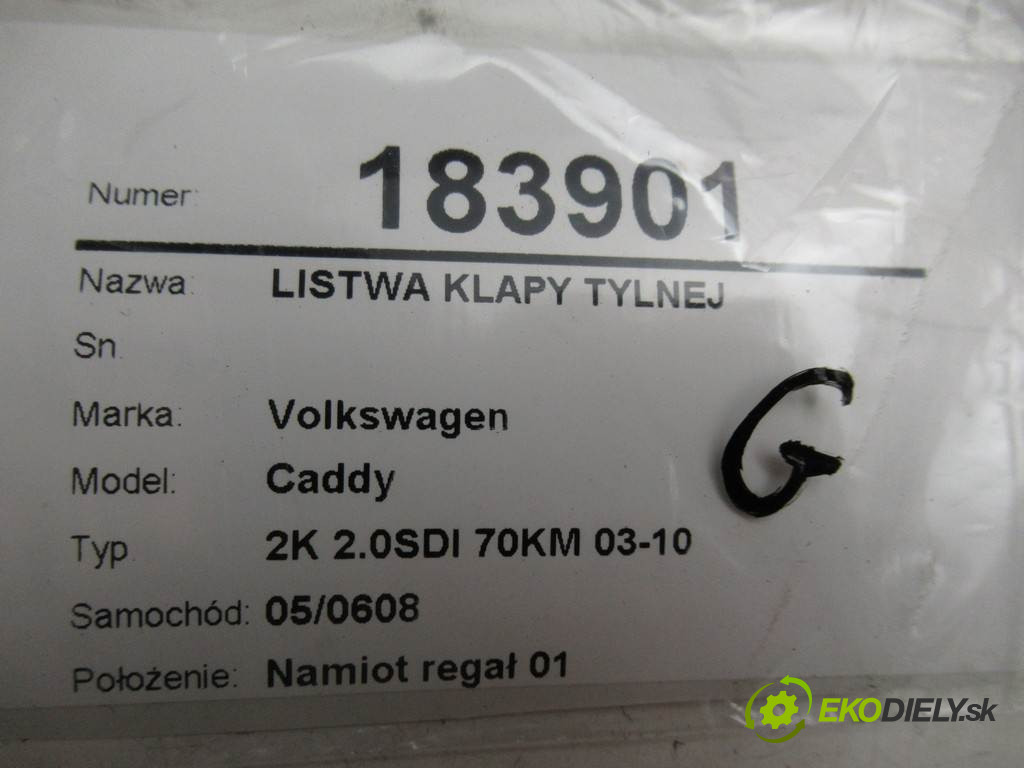 Numer: 183901
Nazwa: LISTWA KLAPY TYLNEJ
Sn.
Marka: Volkswagen
Model: Caddy
Typ 2K 2.0SDI 70KM 03-10
Samochód: 05/0608
Położenie: Namiot regał 01
G
EKODIELY.sk